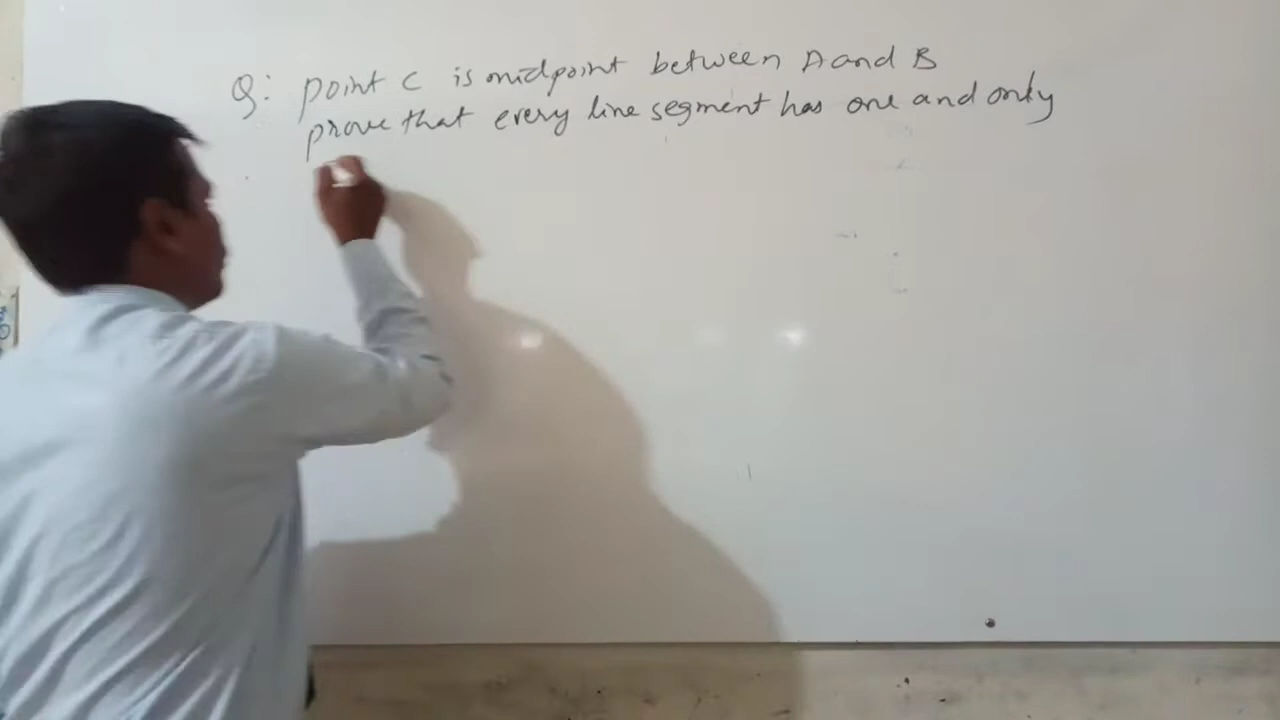 Q: point C is midpoint between A and B
prove that every line segment has one and only